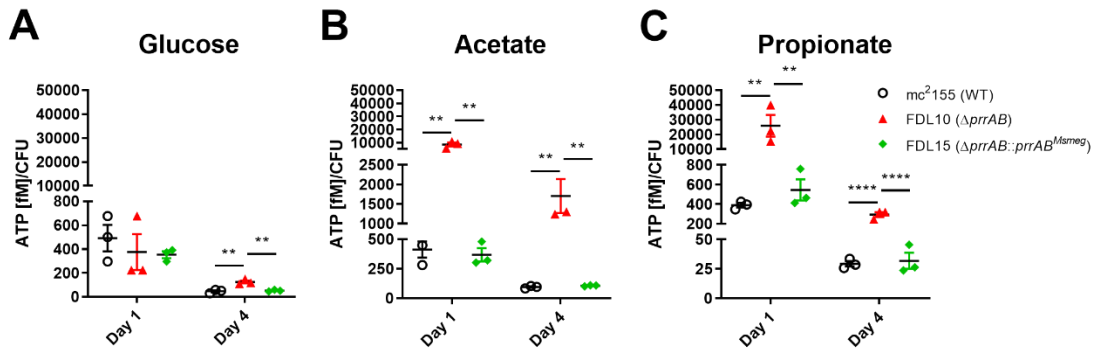 A
Glucose
ATP [fM]/CFU
50000
40000
30000
20000
10000
800
600
400
200
0
**
**
Day 1
Day 4
B
Acetate
ATP [fM]/CFU
50000
40000
30000
20000
10000
2500
2000
1500
1000
500
250
0
**
**
**
**
Day 1
Day 4
C
Propionate
ATP [fM]/CFU
50000
40000
30000
20000
10000
800
600
400
200
50
25
0
**
**
****
****
Day 1
Day 4
mc²155 (WT)
FDL10 (ΔprrAB)
FDL15 (ΔprrAB::prrABᴹˢᵐᵉᵍ)